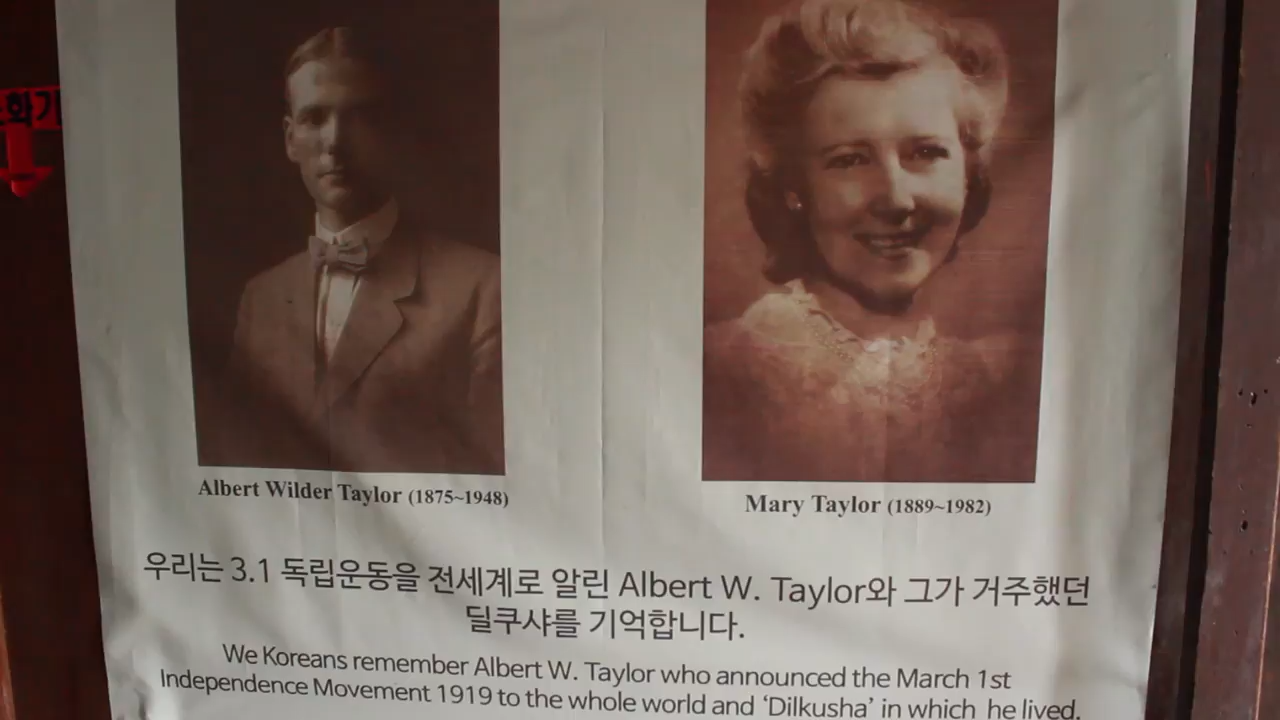 Albert Wilder Taylor (1875~1948)
Mary Taylor (1889~1982)
우리는 3.1 독립운동을 전세계로 알린 Albert W. Taylor와 그가 거주했던
딜쿠샤를 기억합니다.
We Koreans remember Albert W. Taylor who announced the March 1st
Independence Movement 1919 to the whole world and ‘Dilkusha’ in which he lived.